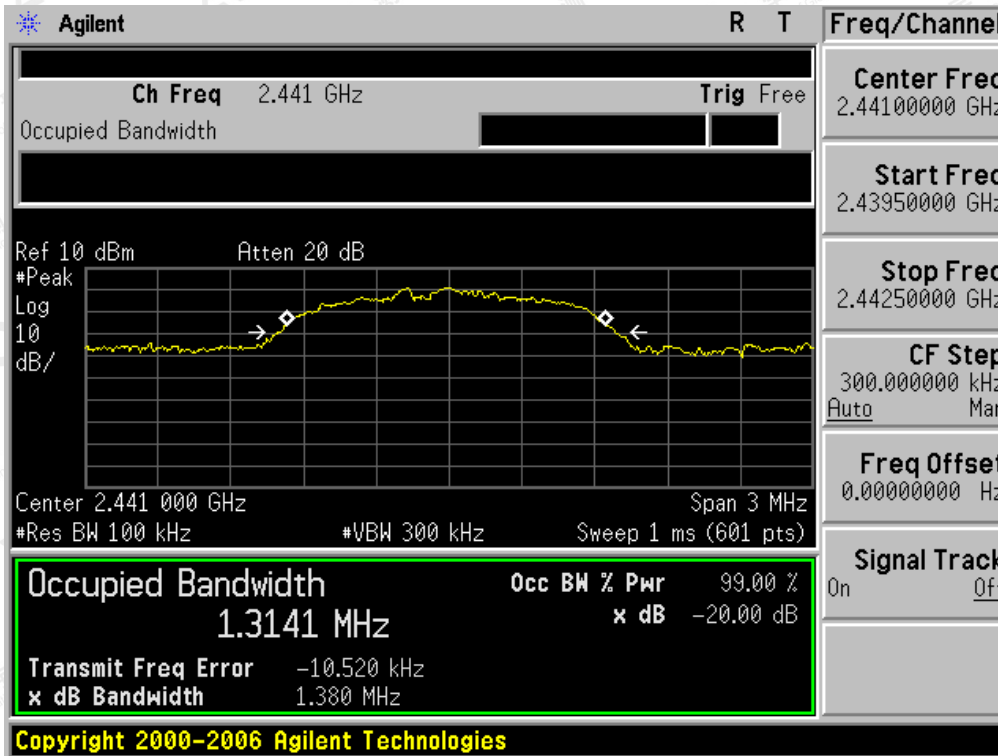 Agilent R T
Freq/Channel
Ch Freq 2.441 GHz Trig Free
Occupied Bandwidth
Center Freq
2.44100000 GHz
Start Freq
2.43950000 GHz
Stop Freq
2.44250000 GHz
CF Step
300.000000 kHz
Auto Man
Freq Offset
0.00000000 Hz
Signal Track
On Off
Ref 10 dBm Atten 20 dB
#Peak
Log
10
dB/
Center 2.441 000 GHz Span 3 MHz
#Res BW 100 kHz #VBW 300 kHz Sweep 1 ms (601 pts)
Occupied Bandwidth
1.3141 MHz
Occ BW % Pwr 99.00 %
x dB -20.00 dB
Transmit Freq Error -10.520 kHz
x dB Bandwidth 1.380 MHz
Copyright 2000-2006 Agilent Technologies